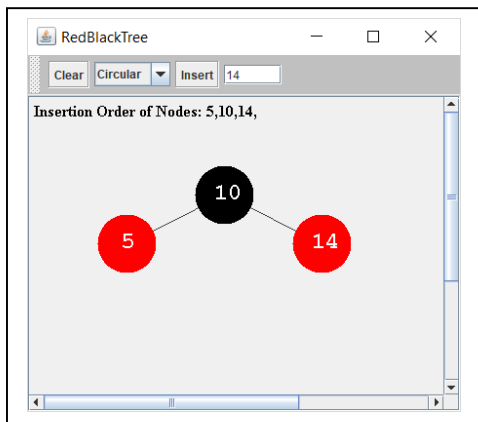 RedBlackTree
Clear Circular Insert 14
Insertion Order of Nodes: 5,10,14,
10
5 14